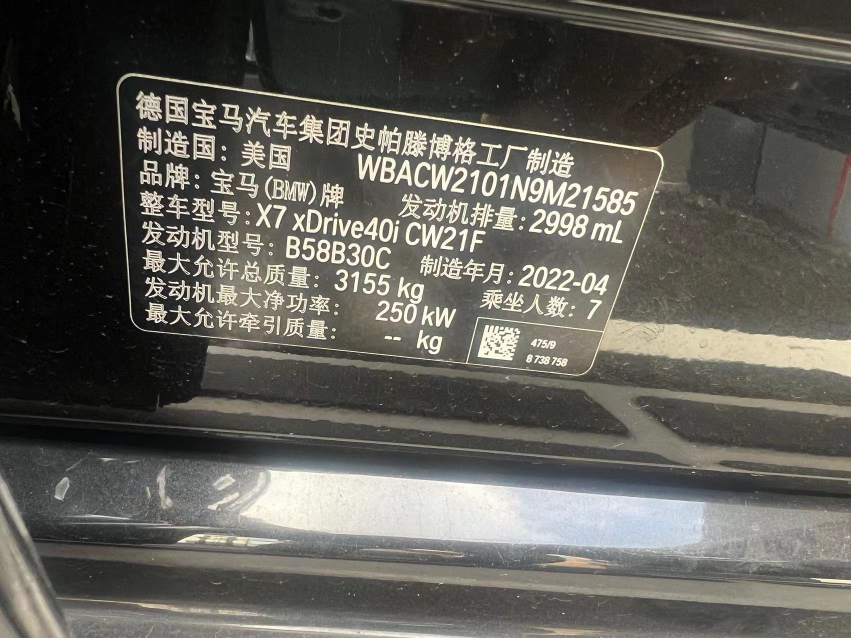 德国宝马汽车集团史帕滕博格工厂制造
制造国: 美国 WBACW2101N9M21585
品牌: 宝马(BMW)牌 发动机排量: 2998 mL
整车型号: X7 xDrive40i CW21F
发动机型号: B58B30C 制造年月: 2022-04
最大允许总质量: 3155 kg 乘坐人数: 7
发动机最大净功率: 250 kW
最大允许牵引质量: -- kg
475/9
8 738 758